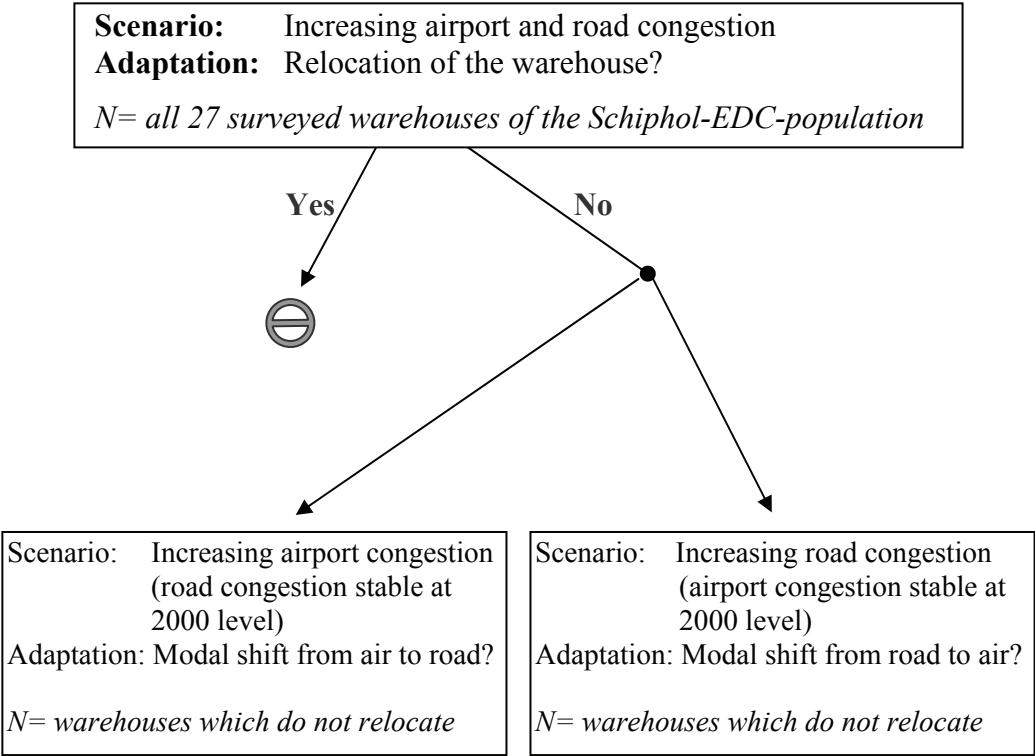 Scenario: Increasing airport and road congestion
Adaptation: Relocation of the warehouse?
N= all 27 surveyed warehouses of the Schiphol-EDC-population
Yes
No
Scenario: Increasing airport congestion
(road congestion stable at
2000 level)
Adaptation: Modal shift from air to road?
N= warehouses which do not relocate
Scenario: Increasing road congestion
(airport congestion stable at
2000 level)
Adaptation: Modal shift from road to air?
N= warehouses which do not relocate